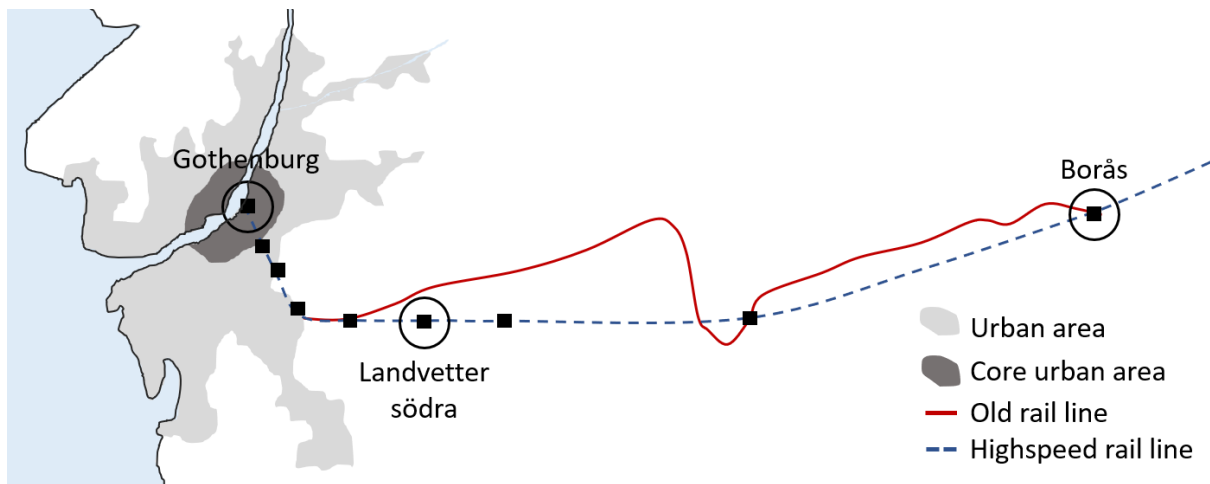 Gothenburg
Borås
Landvetter
södra
Urban area
Core urban area
Old rail line
Highspeed rail line